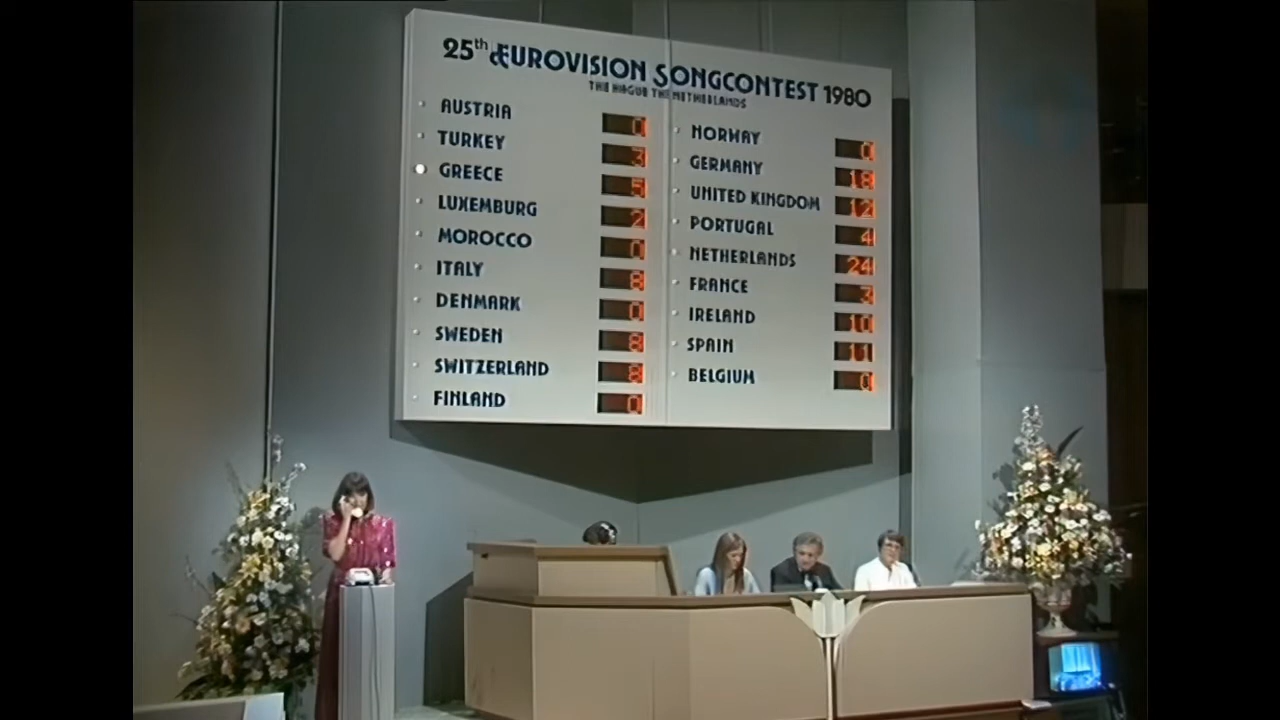 25th EUROVISION SONGCONTEST 1980
THE HAGUE THE NETHERLANDS
AUSTRIA 0
TURKEY 3
GREECE 5
LUXEMBURG 2
MOROCCO 0
ITALY 8
DENMARK 0
SWEDEN 8
SWITZERLAND 8
FINLAND 0
NORWAY 0
GERMANY 18
UNITED KINGDOM 12
PORTUGAL 4
NETHERLANDS 24
FRANCE 3
IRELAND 10
SPAIN 11
BELGIUM 0